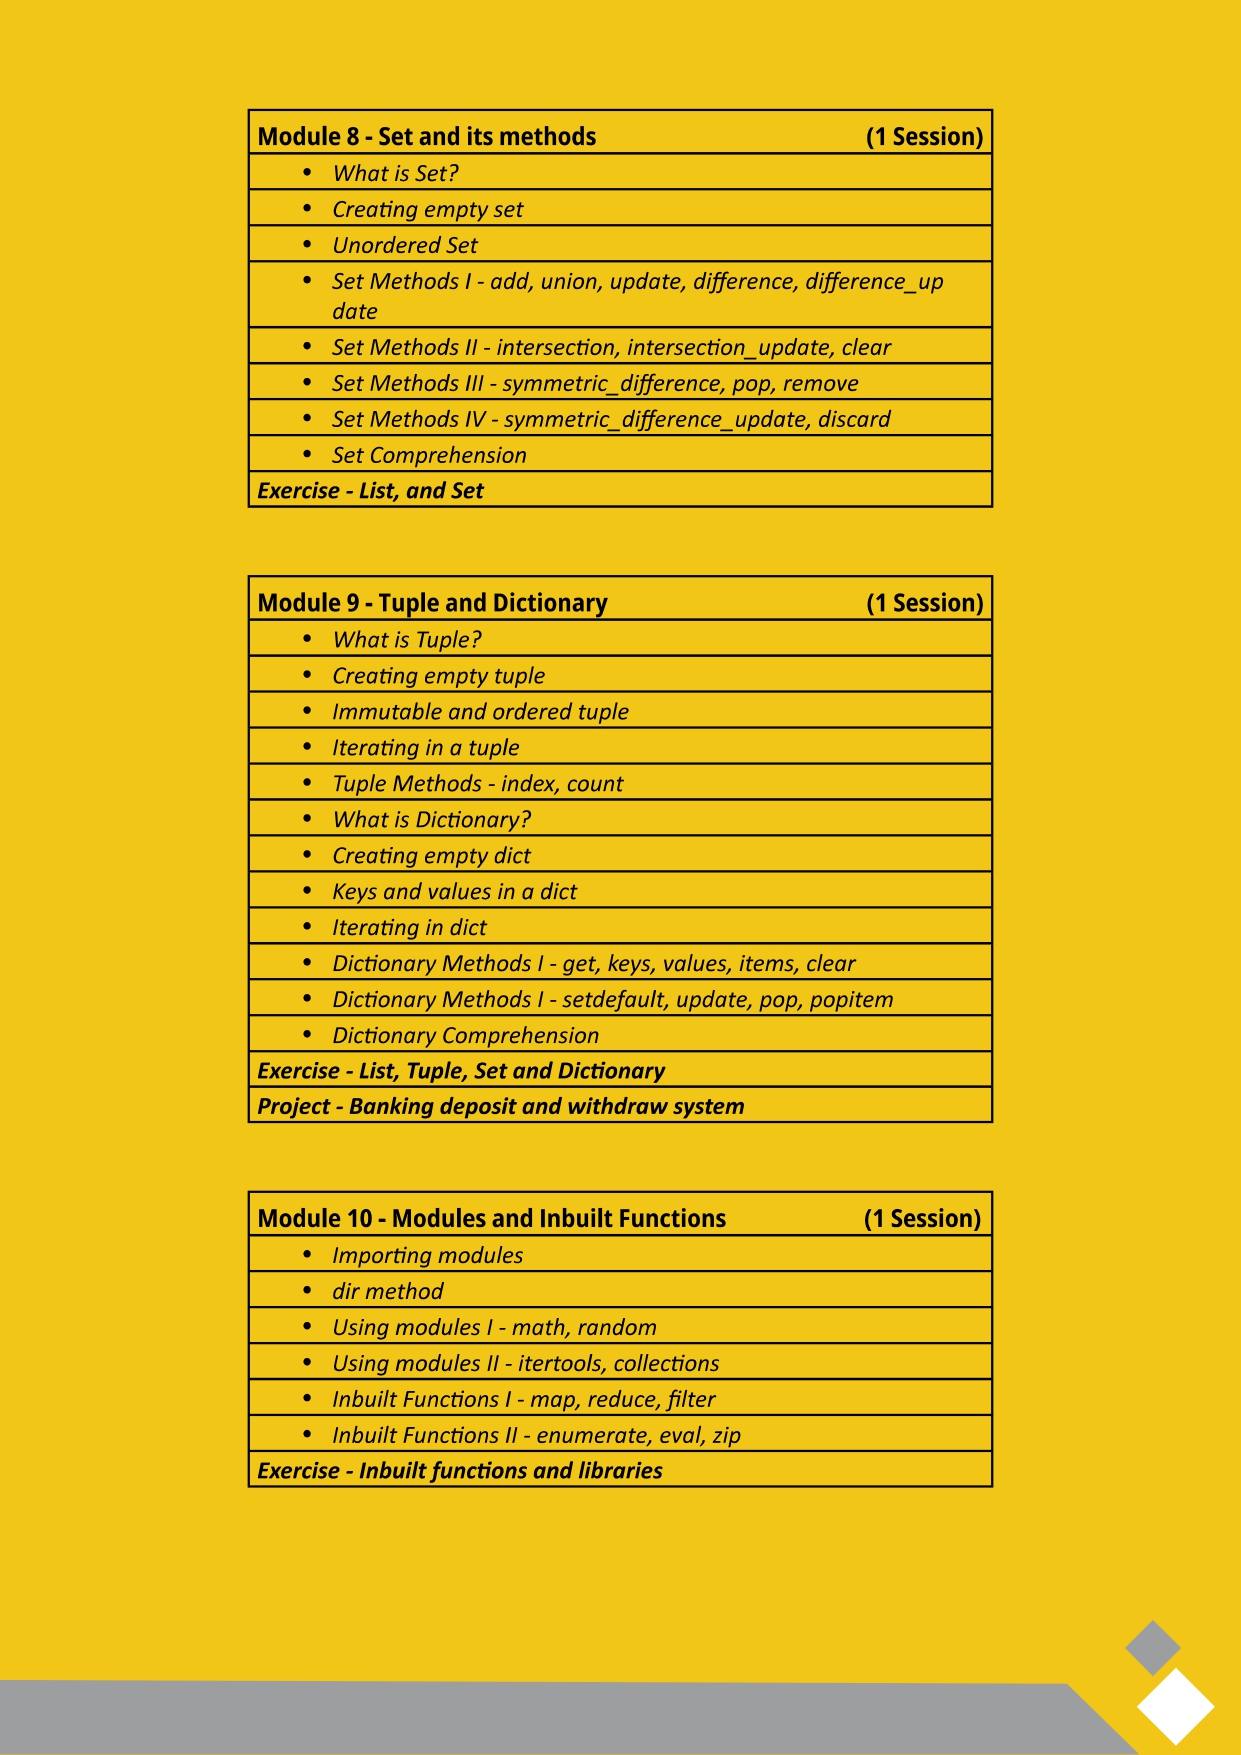 Module 8 - Set and its methods (1 Session)
• What is Set?
• Creating empty set
• Unordered Set
• Set Methods I - add, union, update, difference, difference_up
date
• Set Methods II - intersection, intersection_update, clear
• Set Methods III - symmetric_difference, pop, remove
• Set Methods IV - symmetric_difference_update, discard
• Set Comprehension
Exercise - List, and Set
Module 9 - Tuple and Dictionary (1 Session)
• What is Tuple?
• Creating empty tuple
• Immutable and ordered tuple
• Iterating in a tuple
• Tuple Methods - index, count
• What is Dictionary?
• Creating empty dict
• Keys and values in a dict
• Iterating in dict
• Dictionary Methods I - get, keys, values, items, clear
• Dictionary Methods I - setdefault, update, pop, popitem
• Dictionary Comprehension
Exercise - List, Tuple, Set and Dictionary
Project - Banking deposit and withdraw system
Module 10 - Modules and Inbuilt Functions (1 Session)
• Importing modules
• dir method
• Using modules I - math, random
• Using modules II - itertools, collections
• Inbuilt Functions I - map, reduce, filter
• Inbuilt Functions II - enumerate, eval, zip
Exercise - Inbuilt functions and libraries